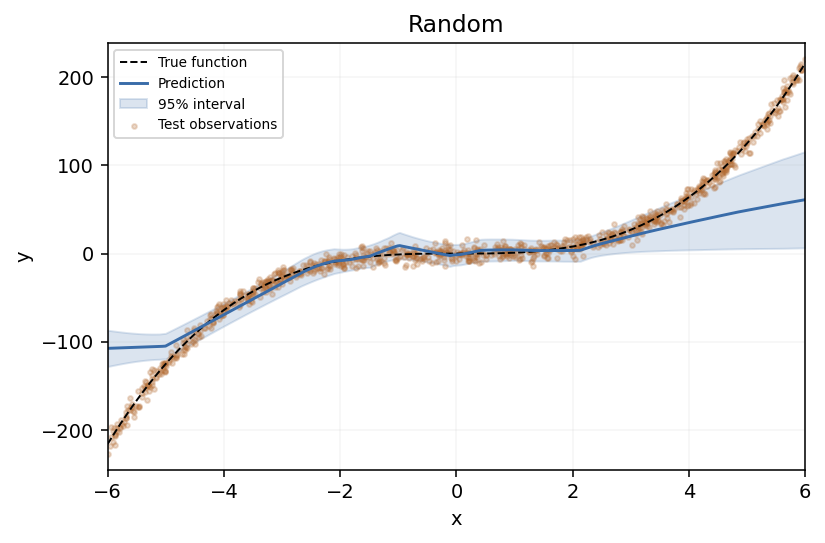 Random
True function
Prediction
95% interval
Test observations
200
100
0
−100
−200
y
−6
−4
−2
0
2
4
6
x